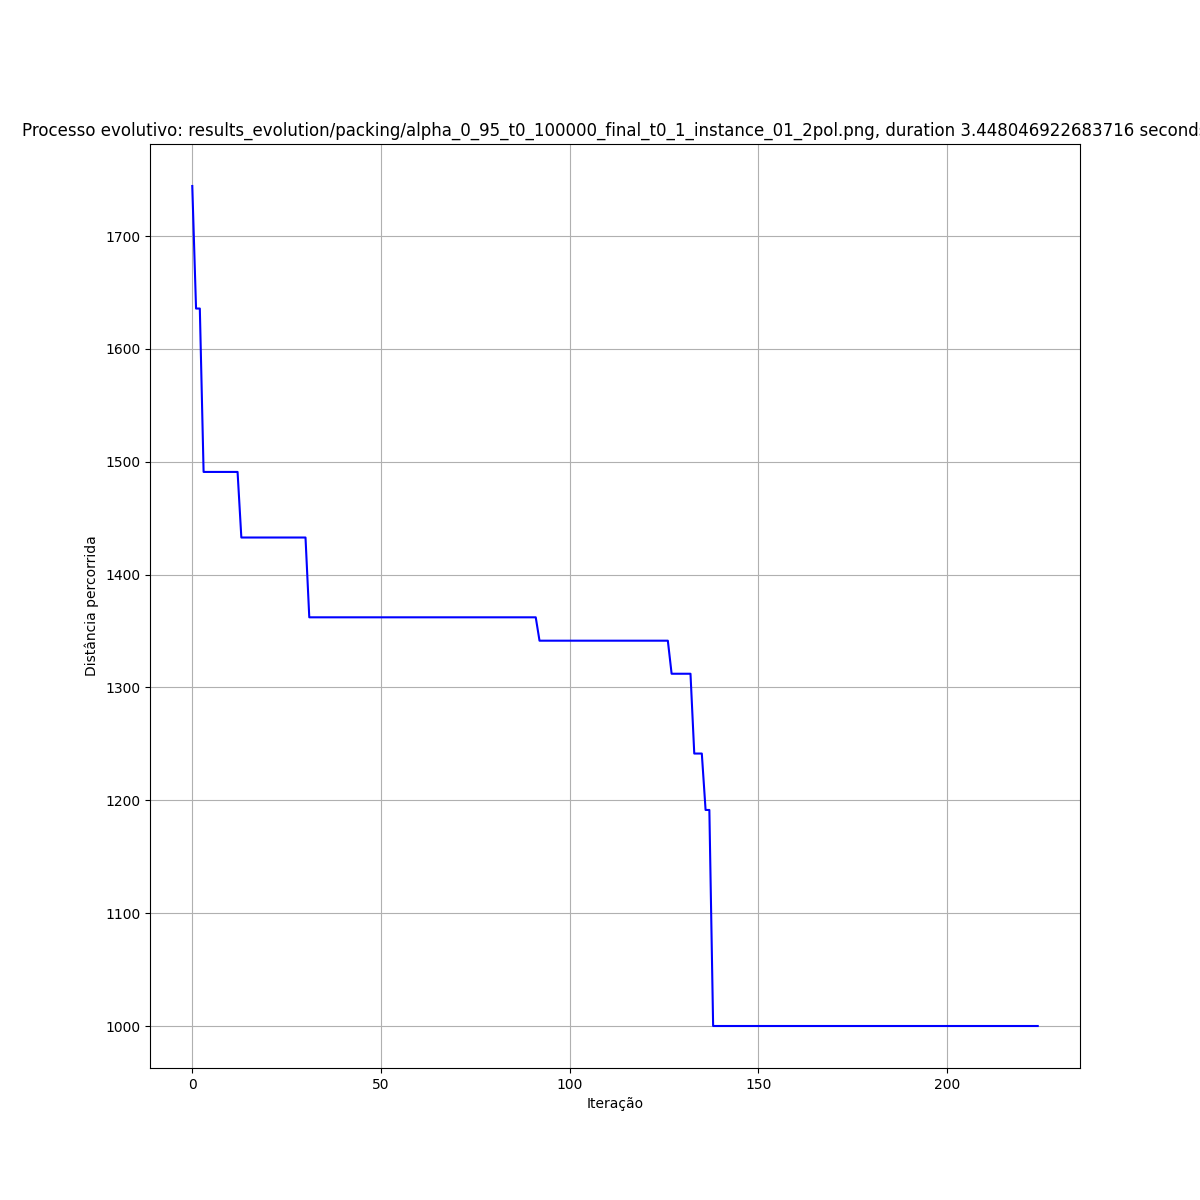 Processo evolutivo: results_evolution/packing/alpha_0_95_t0_100000_final_t0_1_instance_01_2pol.png, duration 3.448046922683716 second
1700
1600
1500
1400
1300
1200
1100
1000
Distância percorrida
0 50 100 150 200
Iteração